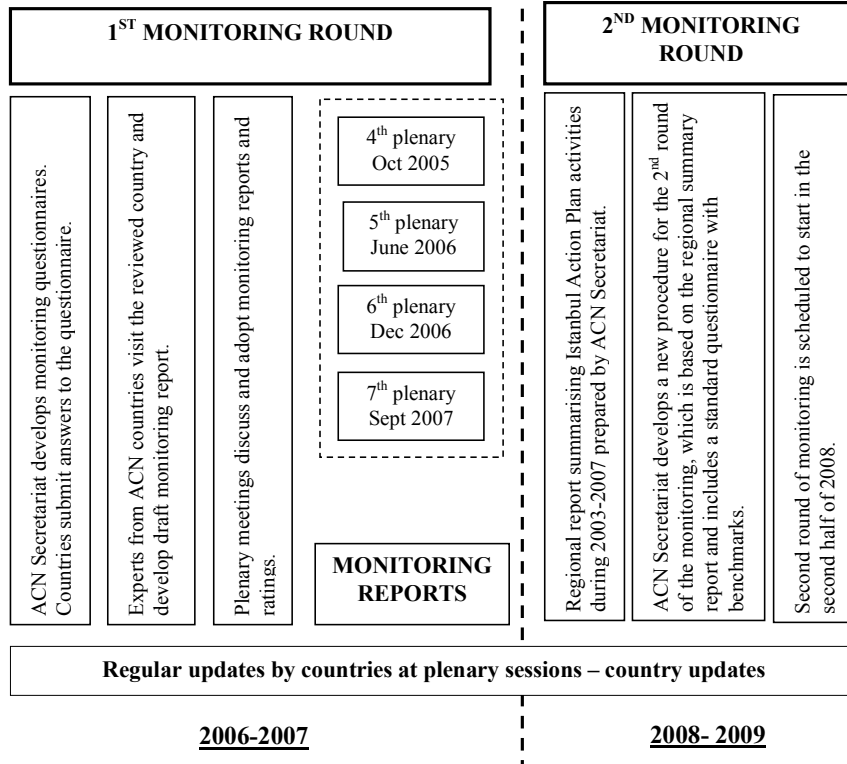 1ST MONITORING ROUND
2ND MONITORING
ROUND
ACN Secretariat develops monitoring questionnaires.
Countries submit answers to the questionnaire.
Experts from ACN countries visit the reviewed country and
develop draft monitoring report.
Plenary meetings discuss and adopt monitoring reports and
ratings.
4th plenary
Oct 2005
5th plenary
June 2006
6th plenary
Dec 2006
7th plenary
Sept 2007
MONITORING
REPORTS
Regional report summarising Istanbul Action Plan activities
during 2003-2007 prepared by ACN Secretariat.
ACN Secretariat develops a new procedure for the 2nd round
of the monitoring, which is based on the regional summary
report and includes a standard questionnaire with
benchmarks.
Second round of monitoring is scheduled to start in the
second half of 2008.
Regular updates by countries at plenary sessions – country updates
2006-2007
2008- 2009